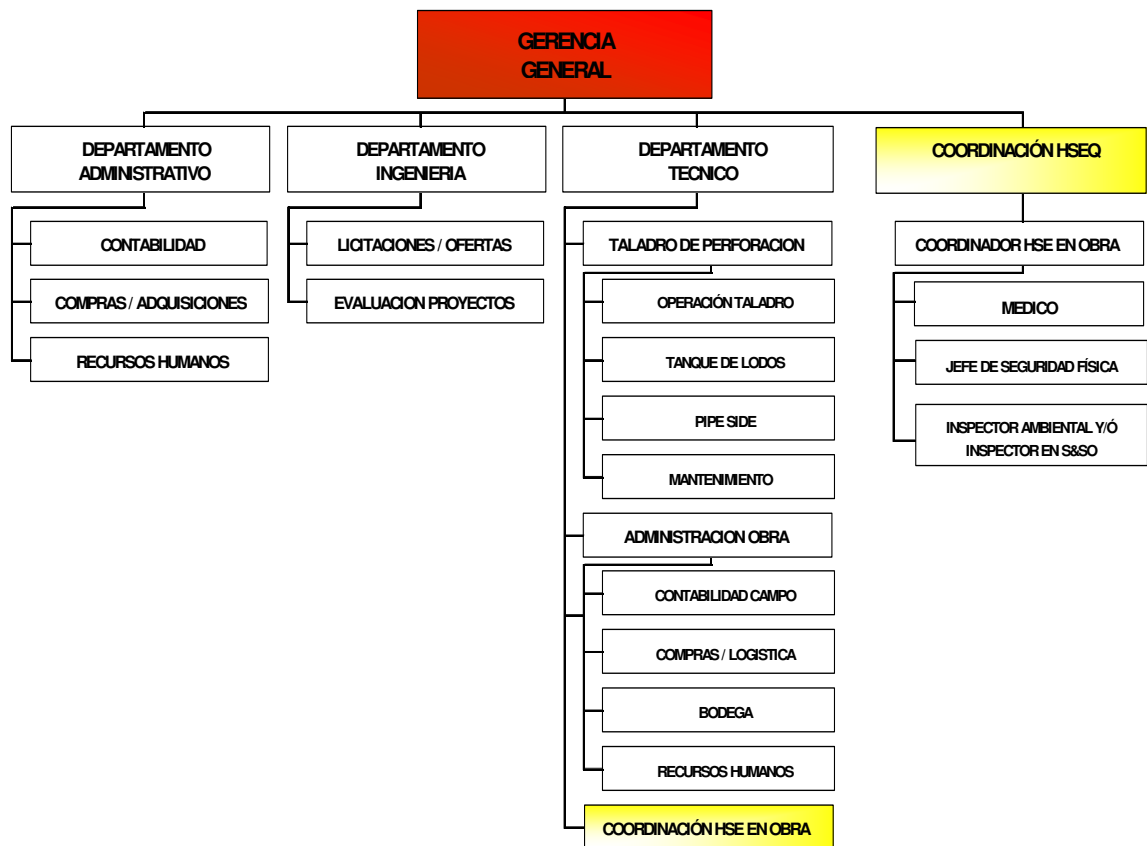 GERENCIA
GENERAL
DEPARTAMENTO
ADMINISTRATIVO
DEPARTAMENTO
INGENIERIA
DEPARTAMENTO
TECNICO
COORDINACIÓN HSEQ
CONTABILIDAD
COMPRAS / ADQUISICIONES
RECURSOS HUMANOS
LICITACIONES / OFERTAS
EVALUACION PROYECTOS
TALADRO DE PERFORACION
OPERACIÓN TALADRO
TANQUE DE LODOS
PIPE SIDE
MANTENIMIENTO
ADMINISTRACION OBRA
CONTABILIDAD CAMPO
COMPRAS / LOGISTICA
BODEGA
RECURSOS HUMANOS
COORDINACIÓN HSE EN OBRA
COORDINADOR HSE EN OBRA
MEDICO
JEFE DE SEGURIDAD FÍSICA
INSPECTOR AMBIENTAL Y/Ó
INSPECTOR EN S&SO